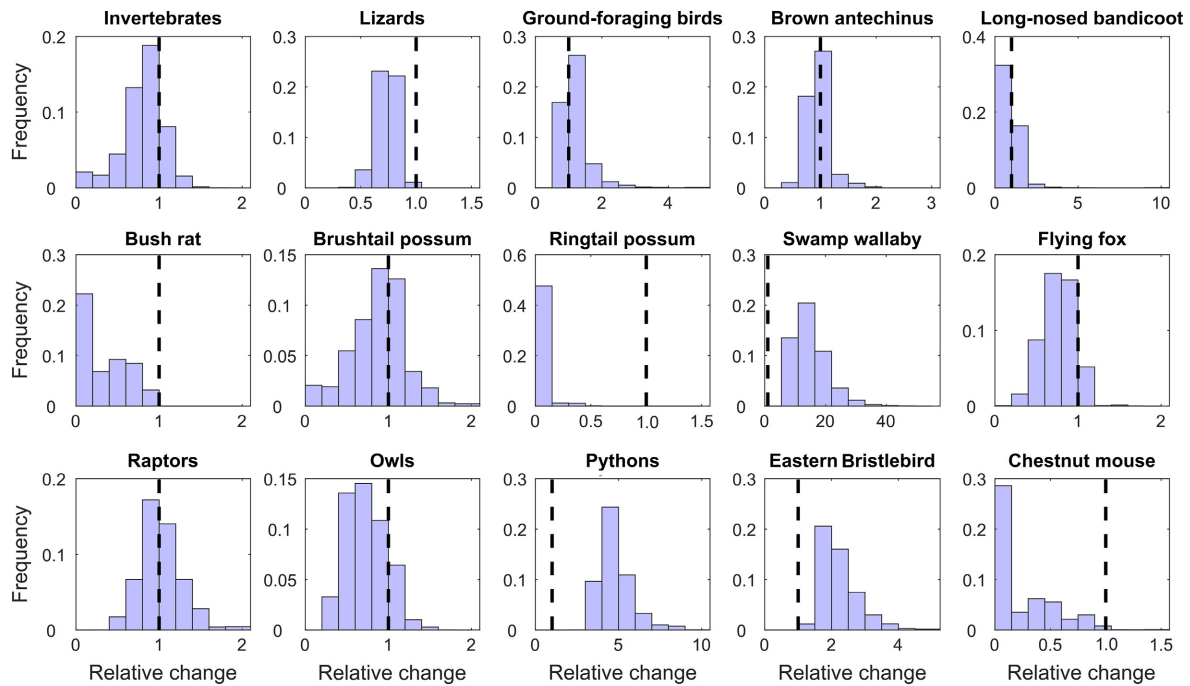 Invertebrates Lizards Ground-foraging birds Brown antechinus Long-nosed bandicoot
0.2 0.3 0.3 0.3 0.4
0.2 0.2 0.2
0.1 0.2
0.1 0.1 0.1
Frequency
0 0 0 0 0
0 1 2 0 0.5 1.0 1.5 0 2 4 0 1 2 3 0 5 10
Bush rat Brushtail possum Ringtail possum Swamp wallaby Flying fox
0.3 0.15 0.6 0.3 0.2
0.2 0.10 0.4 0.2
0.1
0.1 0.05 0.2 0.1
Frequency
0 0 0 0 0
0 1 2 0 1 2 0 0.5 1.0 1.5 0 20 40 0 1 2
Raptors Owls Pythons Eastern Bristlebird Chestnut mouse
0.2 0.15 0.3 0.3 0.3
0.10 0.2 0.2 0.2
0.1
0.05 0.1 0.1 0.1
Frequency
0 0 0 0 0
0 1 2 0 1 2 0 5 10 2 4 0 0.5 1.0 1.5
Relative change Relative change Relative change Relative change Relative change